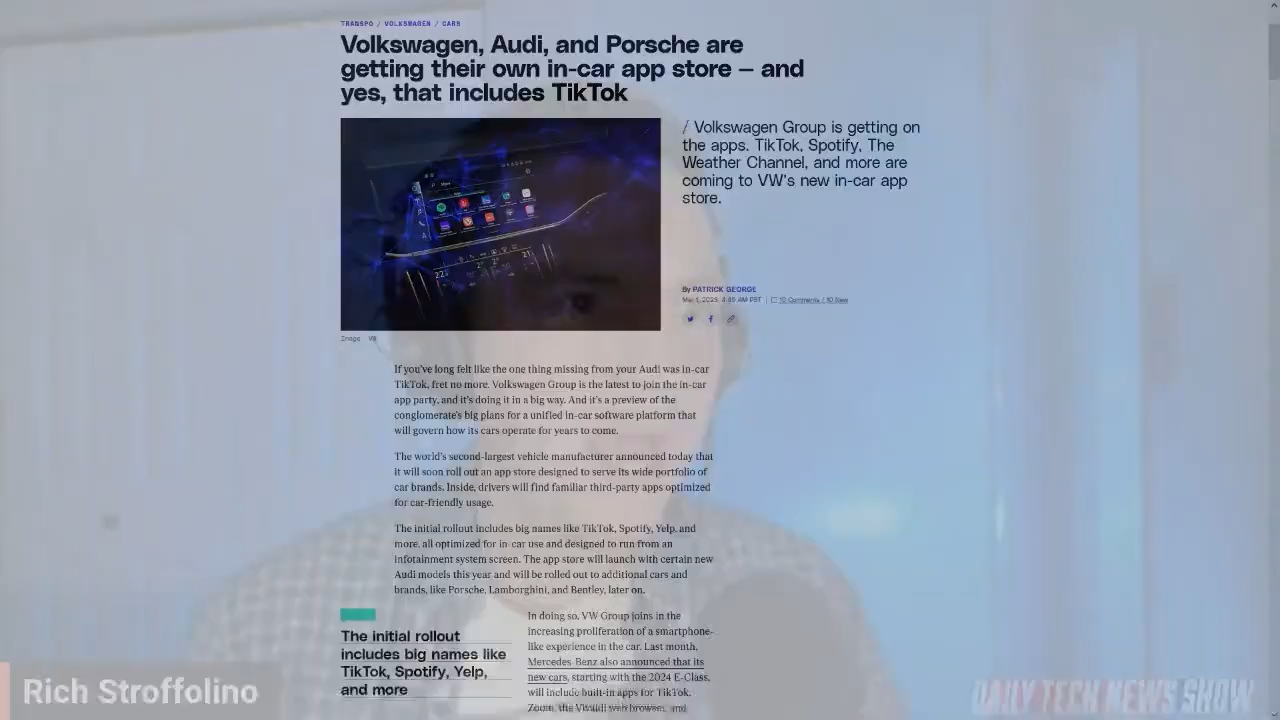 TRANSPO / VOLKSWAGEN / CARS
Volkswagen, Audi, and Porsche are
getting their own in-car app store — and
yes, that includes TikTok
/ Volkswagen Group is getting on
the apps. TikTok, Spotify, The
Weather Channel, and more are
coming to VW's new in-car app
store.
By PATRICK GEORGE
10 Comments / 10 New
Image
If you've long felt like the one thing missing from your Audi was in-car
TikTok, fret no more. Volkswagen Group is the latest to join the in-car
app party, and it's doing it in a big way. And it's a preview of the
conglomerate's big plans for a unified in-car software platform that
will govern how its cars operate for years to come.
The world's second-largest vehicle manufacturer announced today that
it will soon roll out an app store designed to serve its wide portfolio of
car brands. Inside, drivers will find familiar third-party apps optimized
for car-friendly usage.
The initial rollout includes big names like TikTok, Spotify, Yelp, and
more, all optimized for in-car use and designed to run from an
infotainment system screen. The app store will launch with certain new
Audi models this year and will be rolled out to additional cars and
brands, like Porsche, Lamborghini, and Bentley, later on.
The initial rollout
includes big names like
TikTok, Spotify, Yelp,
and more
In doing so, VW Group joins in the
increasing proliferation of a smartphone-
like experience in the car. Last month,
Mercedes-Benz also announced that its
new cars, starting with the 2024 E-Class,
will include built-in apps for TikTok,
Zoom, the Vivaldi web browser, and
Rich Stroffolino
DAILY TECH NEWS SHOW